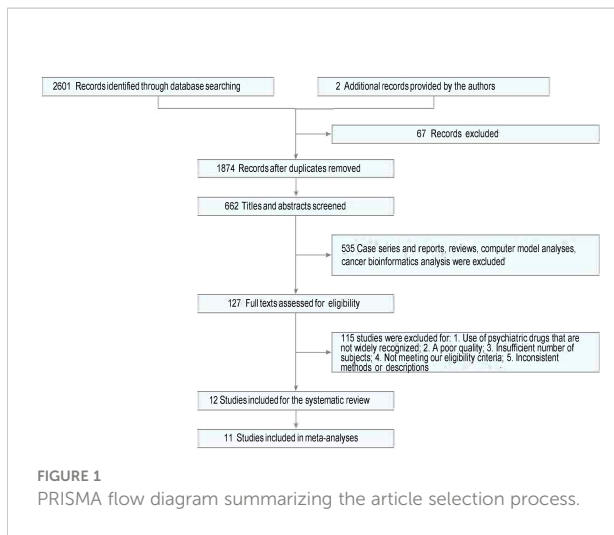 2601 Records identified through database searching
2 Additional records provided by the authors
67 Records excluded
1874 Records after duplicates removed
662 Titles and abstracts screened
535 Case series and reports, reviews, computer model analyses,
cancer bioinformatics analysis were excluded
127 Full texts assessed for eligibility
115 studies were excluded for: 1. Use of psychiatric drugs that are
not widely recognized; 2. A poor quality; 3. Insufficient number of
subjects; 4. Not meeting our eligibility criteria; 5. Inconsistent
methods or descriptions
12 Studies included for the systematic review
11 Studies included in meta-analyses
FIGURE 1
PRISMA flow diagram summarizing the article selection process.